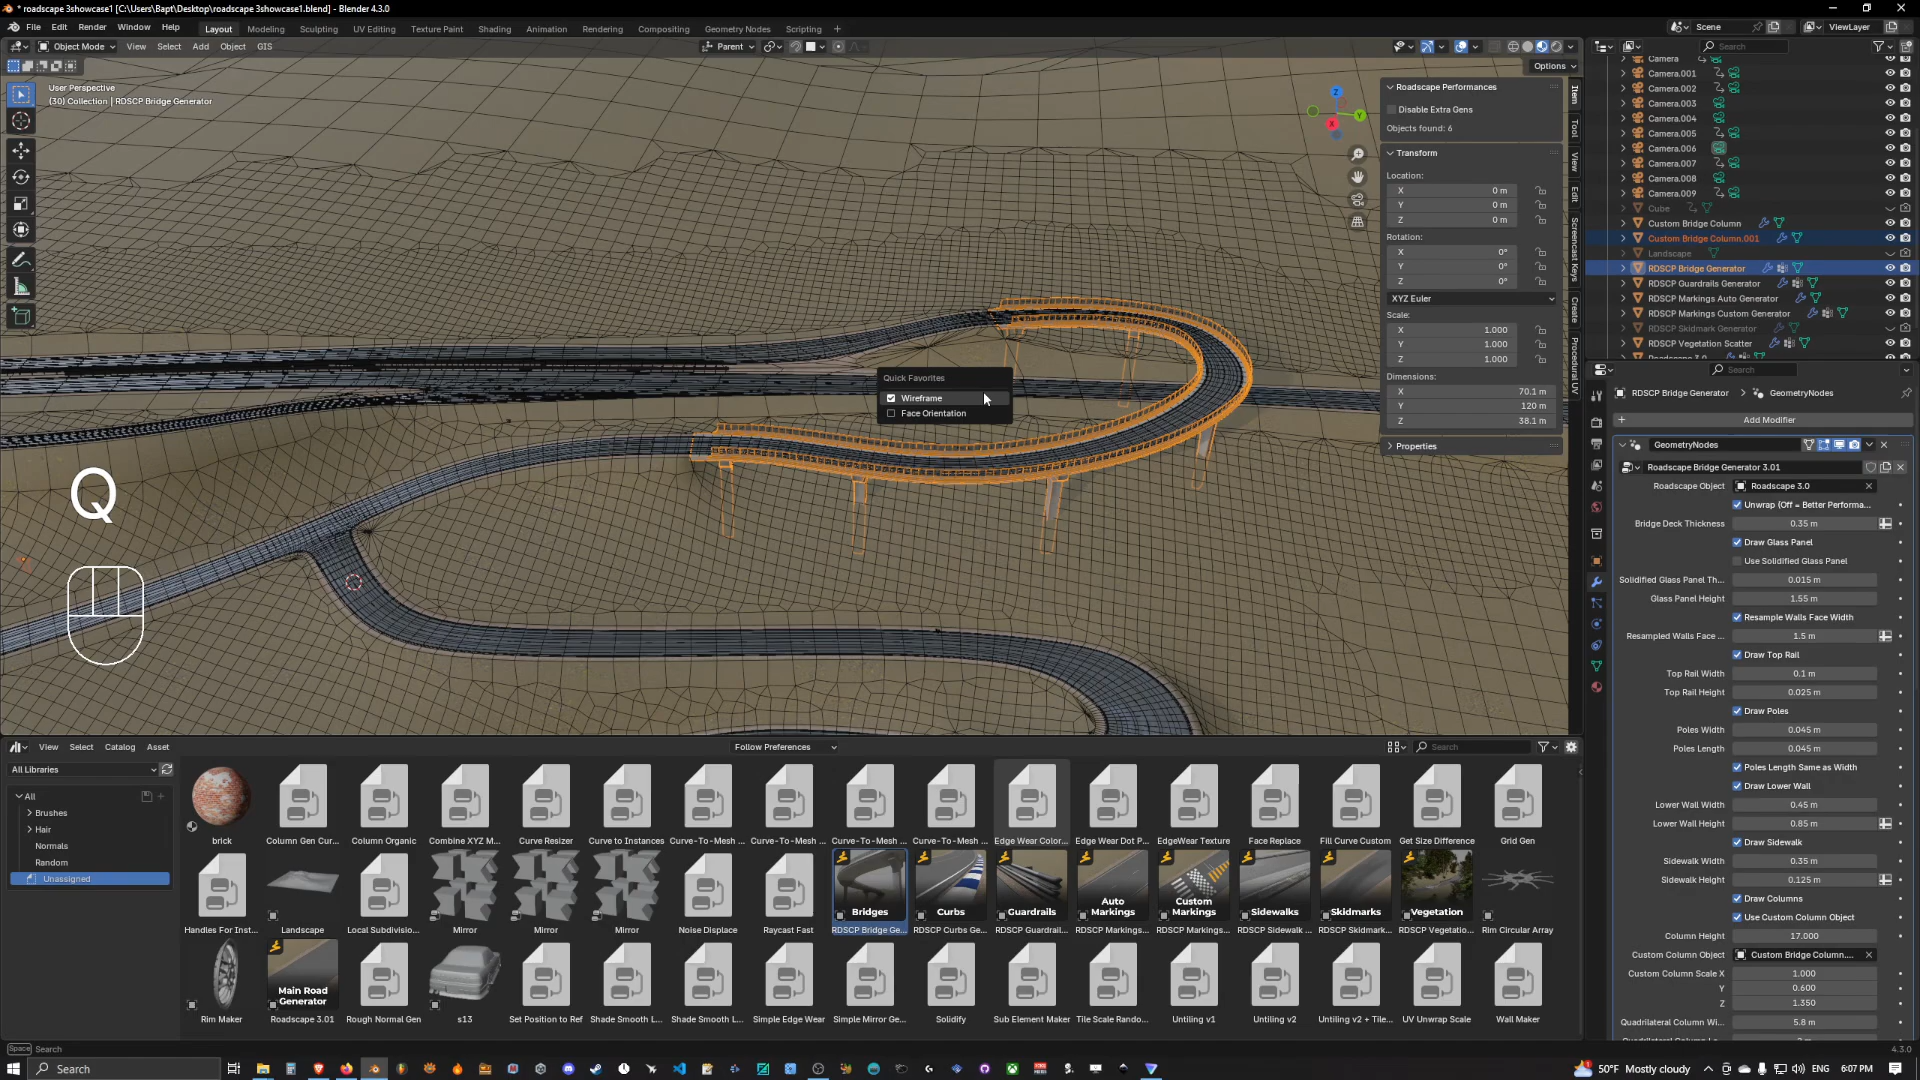 * roadscape 3showcase1 [C:\Users\Bapt\Desktop\roadscape 3showcase1.blend] - Blender 4.3.0
File Edit Render Window Help Layout Modeling Sculpting UV Editing Texture Paint Shading Animation Rendering Compositing Geometry Nodes Scripting +
Scene ViewLayer
Object Mode View Select Add Object GIS
Parent
Search
Options
User Perspective
(30) Collection | RDSCP Bridge Generator
Z
Y
X
Roadscape Performances
Disable Extra Gens
Objects found: 6
Transform
Location:
X 0 m
Y 0 m
Z 0 m
Rotation:
X 0°
Y 0°
Z 0°
XYZ Euler
Scale:
X 1.000
Y 1.000
Z 1.000
Dimensions:
X 70.1 m
Y 120 m
Z 38.1 m
Properties
Item
Tool
View
Edit
Screencast Keys
Create
Procedural UV
Camera
Camera.001
Camera.002
Camera.003
Camera.004
Camera.005
Camera.006
Camera.007
Camera.008
Camera.009
Cube
Custom Bridge Column
Custom Bridge Column.001
Landscape
RDSCP Bridge Generator
RDSCP Guardrails Generator
RDSCP Markings Auto Generator
RDSCP Markings Custom Generator
RDSCP Skidmark Generator
RDSCP Vegetation Scatter
Roadscape 3.0
Quick Favorites
Wireframe
Face Orientation
Q
Search
RDSCP Bridge Generator > GeometryNodes
Add Modifier
GeometryNodes
Roadscape Bridge Generator 3.01
Roadscape Object Roadscape 3.0
Unwrap (Off = Better Performa...
Bridge Deck Thickness 0.35 m
Draw Glass Panel
Use Solidified Glass Panel
Solidified Glass Panel Th... 0.015 m
Glass Panel Height 1.55 m
Resample Walls Face Width
Resampled Walls Face ... 1.5 m
Draw Top Rail
Top Rail Width 0.1 m
Top Rail Height 0.025 m
Draw Poles
Poles Width 0.045 m
Poles Length 0.045 m
Poles Length Same as Width
Draw Lower Wall
Lower Wall Width 0.45 m
Lower Wall Height 0.85 m
Draw Sidewalk
Sidewalk Width 0.35 m
Sidewalk Height 0.125 m
Draw Columns
Use Custom Column Object
Column Height 17.000
Custom Column Object Custom Bridge Column....
Custom Column Scale X 1.000
Y 0.600
Z 1.350
Quadrilateral Column Wi... 5.8 m
View Select Catalog Asset
Follow Preferences
Search
All Libraries
All
Brushes
Hair
Normals
Random
Unassigned
brick Column Gen Cur... Column Organic Combine XYZ M... Curve Resizer Curve to Instances Curve-To-Mesh ... Curve-To-Mesh ... Curve-To-Mesh ... Curve-To-Mesh ... Edge Wear Color... Edge Wear Dot P... EdgeWear Texture Face Replace Fill Curve Custom Get Size Difference Grid Gen
Bridges Curbs Guardrails Auto Markings Custom Markings Sidewalks Skidmarks Vegetation
Handles For Inst... Landscape Local Subdivisio... Mirror Mirror Mirror Noise Displace Raycast Fast RDSCP Bridge Ge... RDSCP Curbs Ge... RDSCP Guardrail... RDSCP Markings... RDSCP Markings... RDSCP Sidewalk ... RDSCP Skidmark... RDSCP Vegetatio... Rim Circular Array
Main Road Generator
Rim Maker Roadscape 3.01 Rough Normal Gen s13 Set Position to Ref Shade Smooth L... Shade Smooth L... Simple Edge Wear Simple Mirror Ge... Solidify Sub Element Maker Tile Scale Rando... Untiling v1 Untiling v2 Untiling v2 + Tile... UV Unwrap Scale Wall Maker
Space Search
4.3.0
Search
50°F Mostly cloudy ENG 6:07 PM